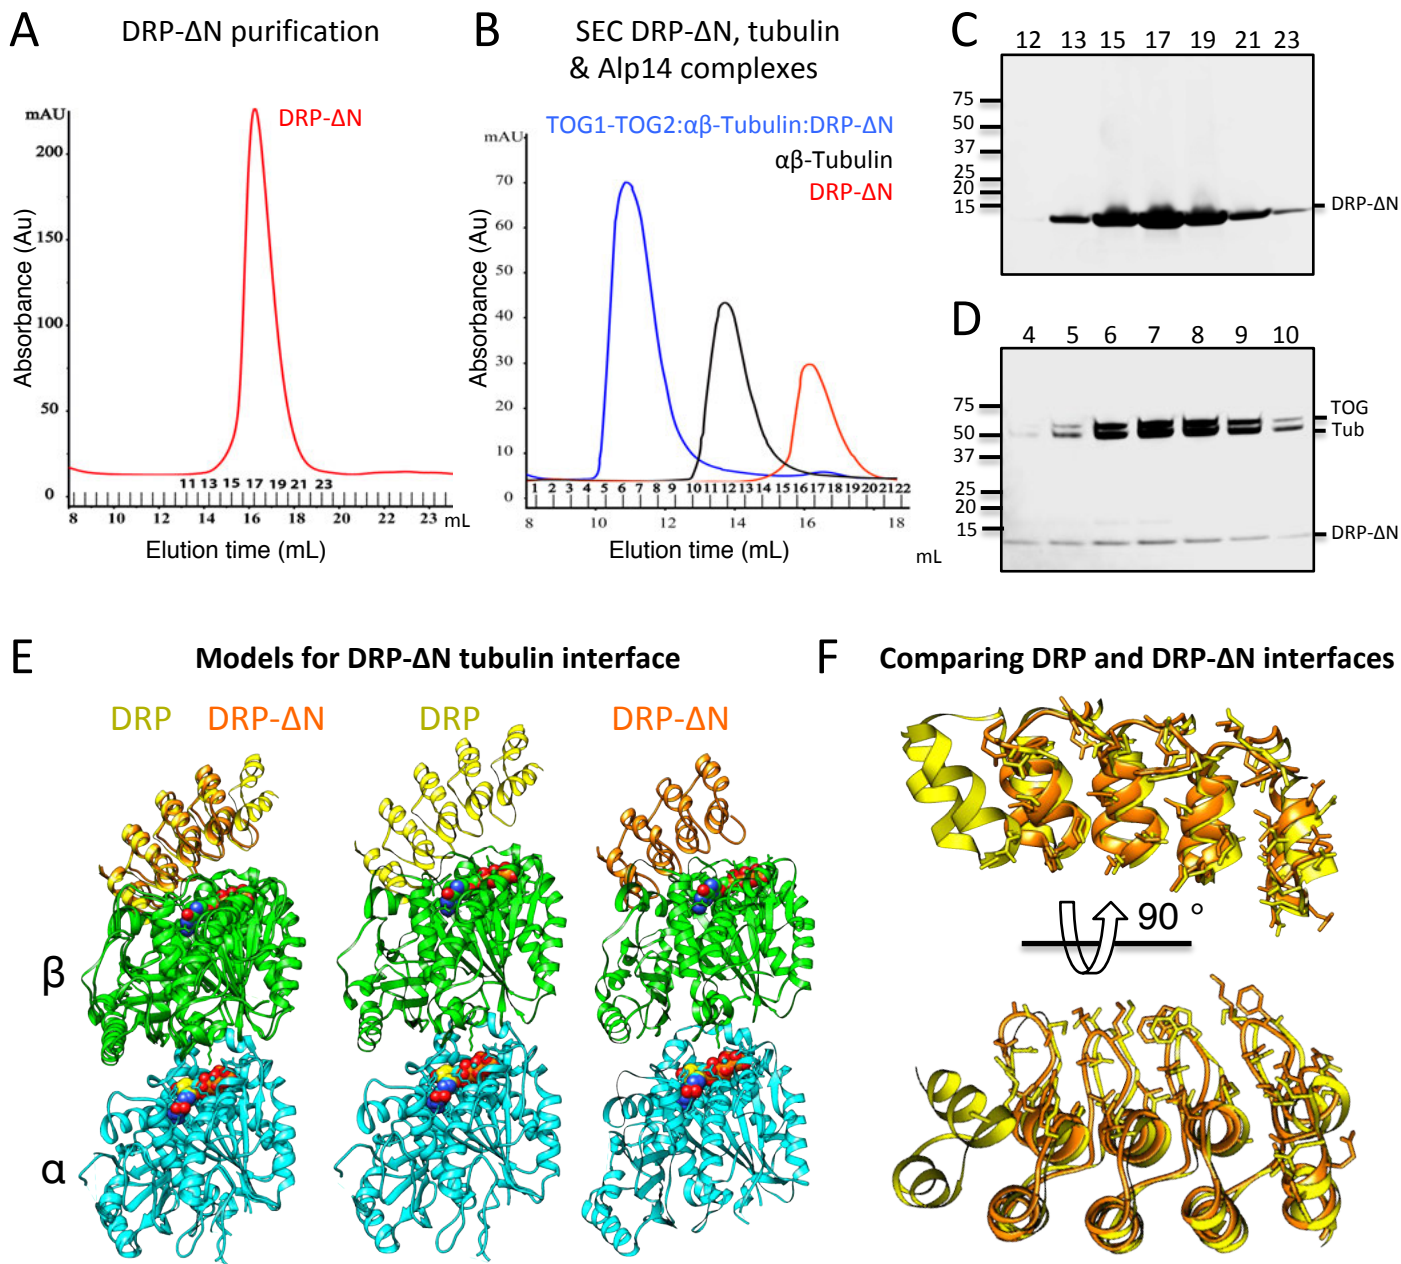 A
DRP-ΔN purification
mAU
DRP-ΔN
200
150
100
50
0
Absorbance (Au)
11 13 15 17 19 21 23
8 10 12 14 16 18 20 22 23 mL
Elution time (mL)
B
SEC DRP-ΔN, tubulin
& Alp14 complexes
mAU
TOG1-TOG2:αβ-Tubulin:DRP-ΔN
αβ-Tubulin
DRP-ΔN
70
60
50
40
30
20
10
0
Absorbance (Au)
1 2 3 4 5 6 7 8 9 10 11 12 13 14 15 16 17 18 19 20 21 22
8 10 12 14 16 18
Elution time (mL)
mL
C
12 13 15 17 19 21 23
75
50
37
25
20
15
DRP-ΔN
D
4 5 6 7 8 9 10
75
50
37
25
20
15
TOG
Tub
DRP-ΔN
E
Models for DRP-ΔN tubulin interface
DRP DRP-ΔN DRP DRP-ΔN
β
α
F
Comparing DRP and DRP-ΔN interfaces
90 °